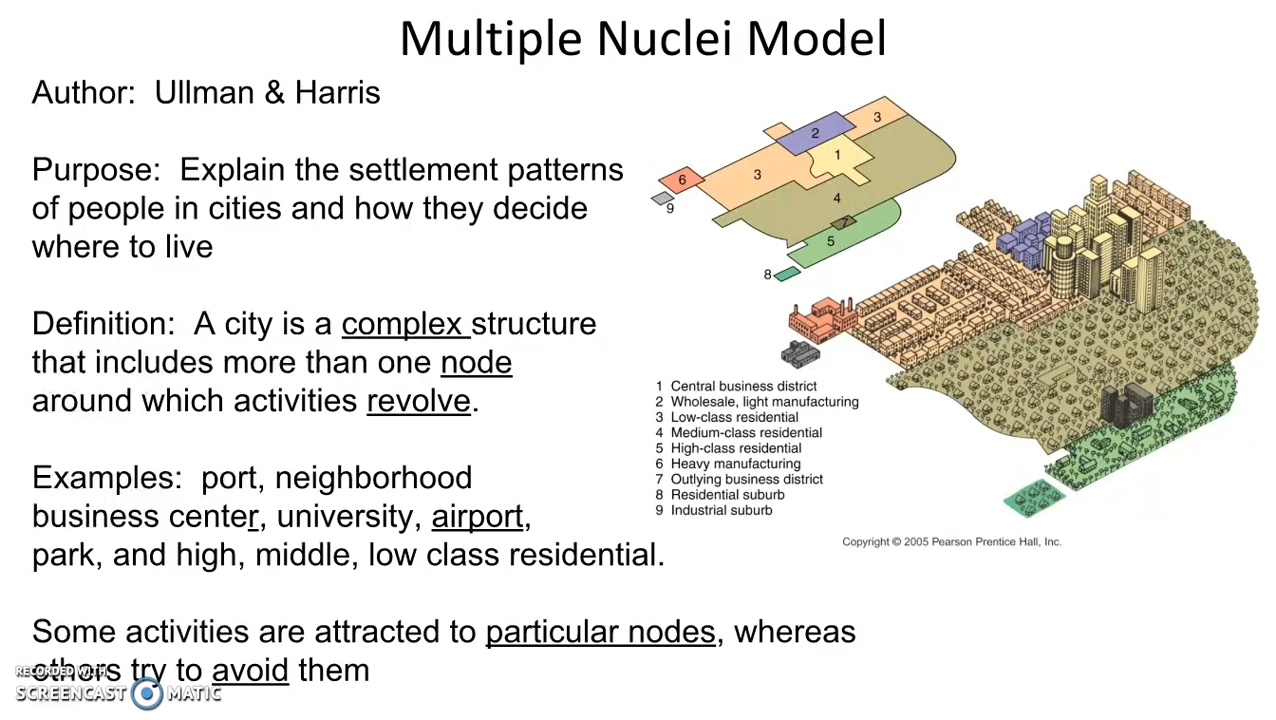 Multiple Nuclei Model
Author:  Ullman & Harris
Purpose:  Explain the settlement patterns
of people in cities and how they decide
where to live
Definition:  A city is a complex structure
that includes more than one node
around which activities revolve.
Examples:  port, neighborhood
business center, university, airport,
park, and high, middle, low class residential.
Some activities are attracted to particular nodes, whereas
others try to avoid them
3
2
1
3
6
9
4
7
5
8
1 Central business district
2 Wholesale, light manufacturing
3 Low-class residential
4 Medium-class residential
5 High-class residential
6 Heavy manufacturing
7 Outlying business district
8 Residential suburb
9 Industrial suburb
Copyright © 2005 Pearson Prentice Hall, Inc.
RECORDED WITH
SCREENCAST MATIC